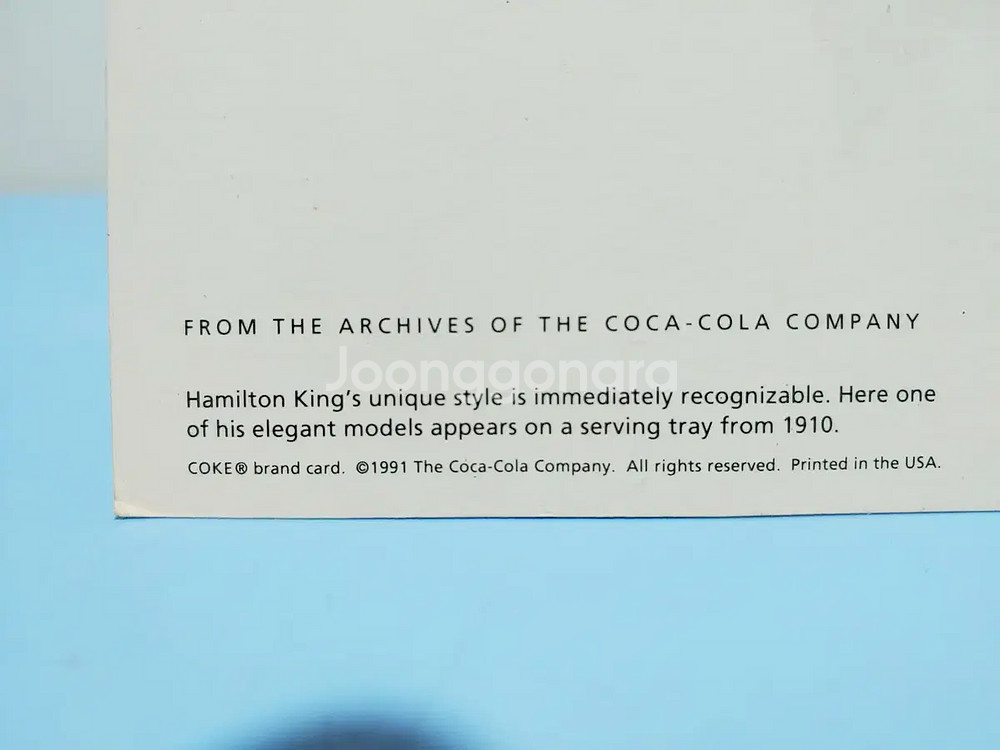 FROM THE ARCHIVES OF THE COCA-COLA COMPANY
Joonggonara
Hamilton King's unique style is immediately recognizable. Here one
of his elegant models appears on a serving tray from 1910.
COKE® brand card. ©1991 The Coca-Cola Company. All rights reserved. Printed in the USA.